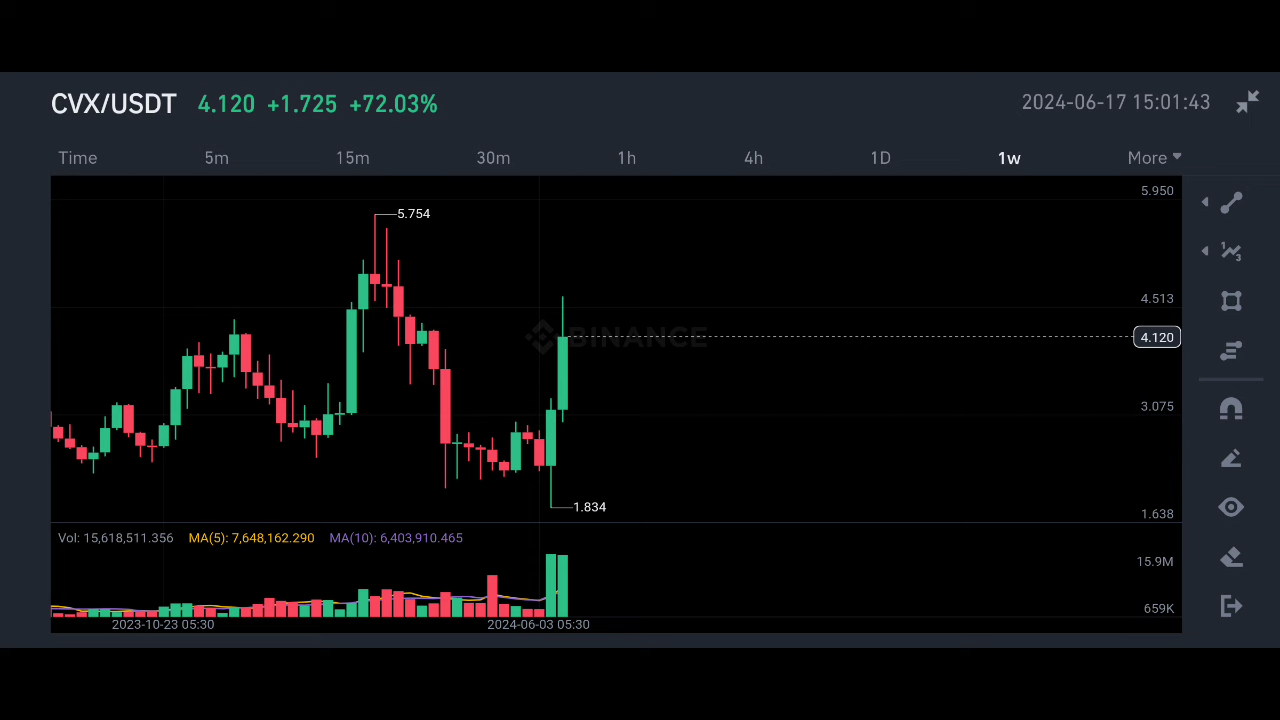 CVX/USDT 4.120 +1.725 +72.03% 2024-06-17 15:01:43
Time 5m 15m 30m 1h 4h 1D 1w More
5.950
5.754
4.513
BINANCE
4.120
3.075
1.834
1.638
Vol: 15,618,511.356 MA(5): 7,648,162.290 MA(10): 6,403,910.465
15.9M
659K
2023-10-23 05:30 2024-06-03 05:30